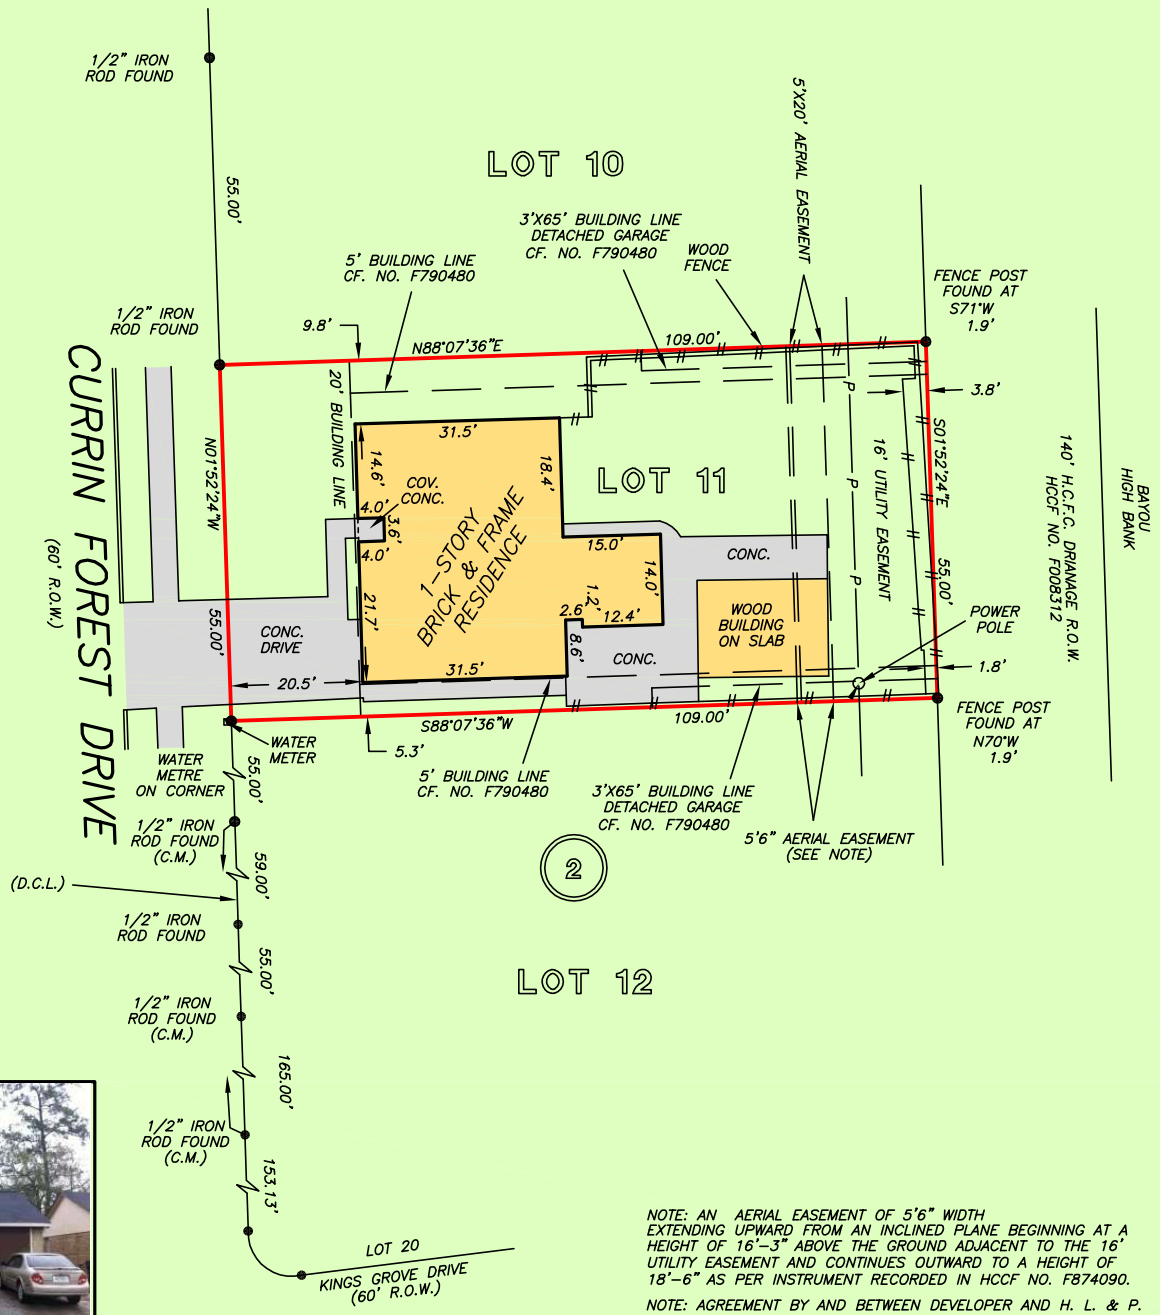 1/2" IRON
ROD FOUND
55.00'
LOT 10
5'X20' AERIAL EASEMENT
3'X65' BUILDING LINE
DETACHED GARAGE
CF. NO. F790480
WOOD
FENCE
5' BUILDING LINE
CF. NO. F790480
FENCE POST
FOUND AT
S71°W
1.9'
1/2" IRON
ROD FOUND
9.8'
N88°07'36"E
109.00'
CURRIN FOREST DRIVE
(60' R.O.W.)
N01°52'24"W
55.00'
20' BUILDING LINE
31.5'
14.6'
COV.
CONC.
4.0'
3.6'
4.0'
21.7'
18.4'
1-STORY
BRICK & FRAME
RESIDENCE
LOT 11
15.0'
14.0'
1.2'
2.6'
12.4'
8.6'
31.5'
CONC.
CONC.
WOOD
BUILDING
ON SLAB
P
P
16' UTILITY EASEMENT
3.8'
S01°52'24"E
55.00'
140' H.C.F.C. DRIANAGE R.O.W.
HCCF NO. F008312
BAYOU
HIGH BANK
POWER
POLE
1.8'
CONC.
DRIVE
20.5'
S88°07'36"W
109.00'
FENCE POST
FOUND AT
N70°W
1.9'
WATER
METER
5.3'
WATER
METRE
ON CORNER
5' BUILDING LINE
CF. NO. F790480
3'X65' BUILDING LINE
DETACHED GARAGE
CF. NO. F790480
5'6" AERIAL EASEMENT
(SEE NOTE)
55.00'
1/2" IRON
ROD FOUND
(C.M.)
59.00'
2
(D.C.L.)
1/2" IRON
ROD FOUND
55.00'
LOT 12
1/2" IRON
ROD FOUND
(C.M.)
165.00'
1/2" IRON
ROD FOUND
(C.M.)
153.13'
LOT 20
KINGS GROVE DRIVE
(60' R.O.W.)
NOTE: AN AERIAL EASEMENT OF 5'6" WIDTH
EXTENDING UPWARD FROM AN INCLINED PLANE BEGINNING AT A
HEIGHT OF 16'-3" ABOVE THE GROUND ADJACENT TO THE 16'
UTILITY EASEMENT AND CONTINUES OUTWARD TO A HEIGHT OF
18'-6" AS PER INSTRUMENT RECORDED IN HCCF NO. F874090.
NOTE: AGREEMENT BY AND BETWEEN DEVELOPER AND H. L. & P.